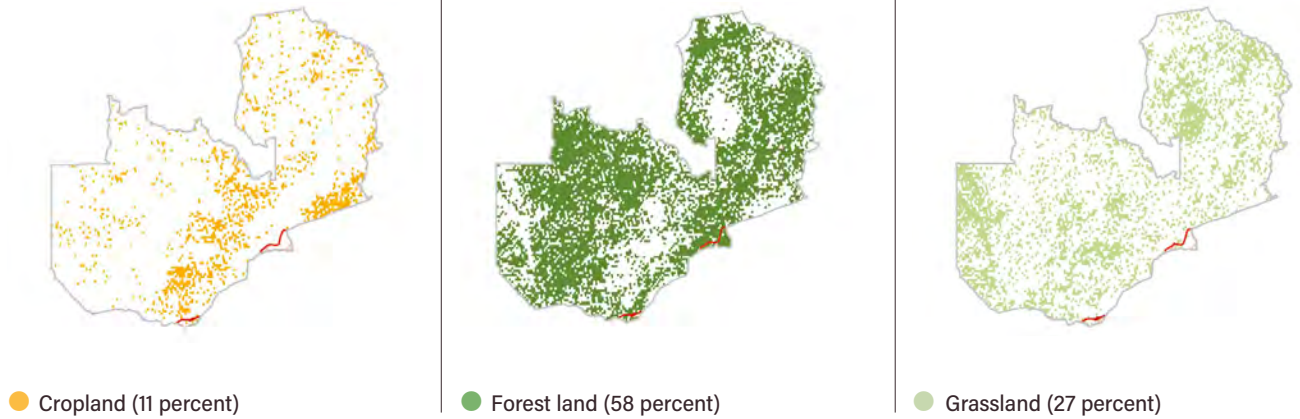 Cropland (11 percent)
Forest land (58 percent)
Grassland (27 percent)